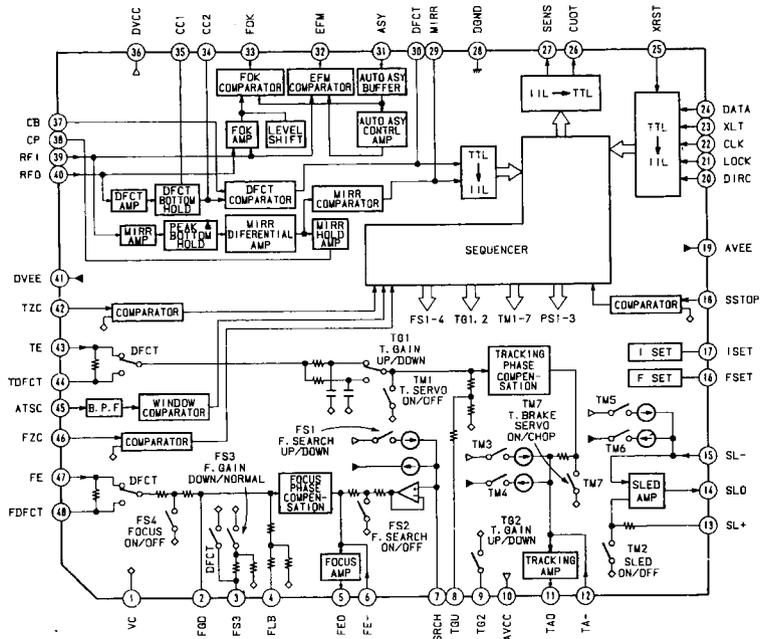 DVCC CC1 CC2 FOK EFM ASY DFCT MIRR DGND SENS CUOT XRST
36 35 34 33 32 31 30 29 28 27 26 25
FOK COMPARATOR
EFM COMPARATOR
AUTO ASY BUFFER
IIL → TTL
AUTO ASY CONTRL AMP
FOK AMP
LEVEL SHIFT
TTL ↓ IIL
CB 37
CP 38
RFI 39
RFO 40
24 DATA
23 XLT
22 CLK
21 LOCK
20 DIRC
TTL ↓ IIL
DFCT AMP
DFCT BOTTOM HOLD
DFCT COMPARATOR
MIRR COMPARATOR
MIRR AMP
PEAK & BOTTOM HOLD
MIRR DIFERENTIAL AMP
MIRR HOLD AMP
SEQUENCER
19 AVEE
DVEE 41
TZC 42
COMPARATOR
FS1-4 TG1.2 TM1-7 PS1-3
COMPARATOR
18 SSTOP
TE 43
DFCT
TDFCT 44
TG1
T. GAIN
UP/DOWN
TM1
T. SERVO
ON/OFF
TRACKING PHASE COMPENSATION
I SET
17 ISET
F SET
16 FSET
ATSC 45
B.P.F
WINDOW COMPARATOR
FZC 46
COMPARATOR
FS1
F. SEARCH
UP/DOWN
TM7
T. BRAKE
SERVO
ON/CHOP
TM5
TM6
TM3
TM4
TM7
15 SL-
FE 47
DFCT
FDFCT 48
FS3
F. GAIN
DOWN/NORMAL
FOCUS PHASE COMPENSATION
FS4
FOCUS
ON/OFF
DFCT
FS2
F. SEARCH
ON/OFF
TG2
T. GAIN
UP/DOWN
SLED AMP
14 SLO
13 SL+
TM2
SLED
ON/OFF
FOCUS AMP
TRACKING AMP
1 2 3 4 5 6 7 8 9 10 11 12
VC FGD FS3 FLB FEO FE- SRCH TGU TG2 AVCC TAO TA-